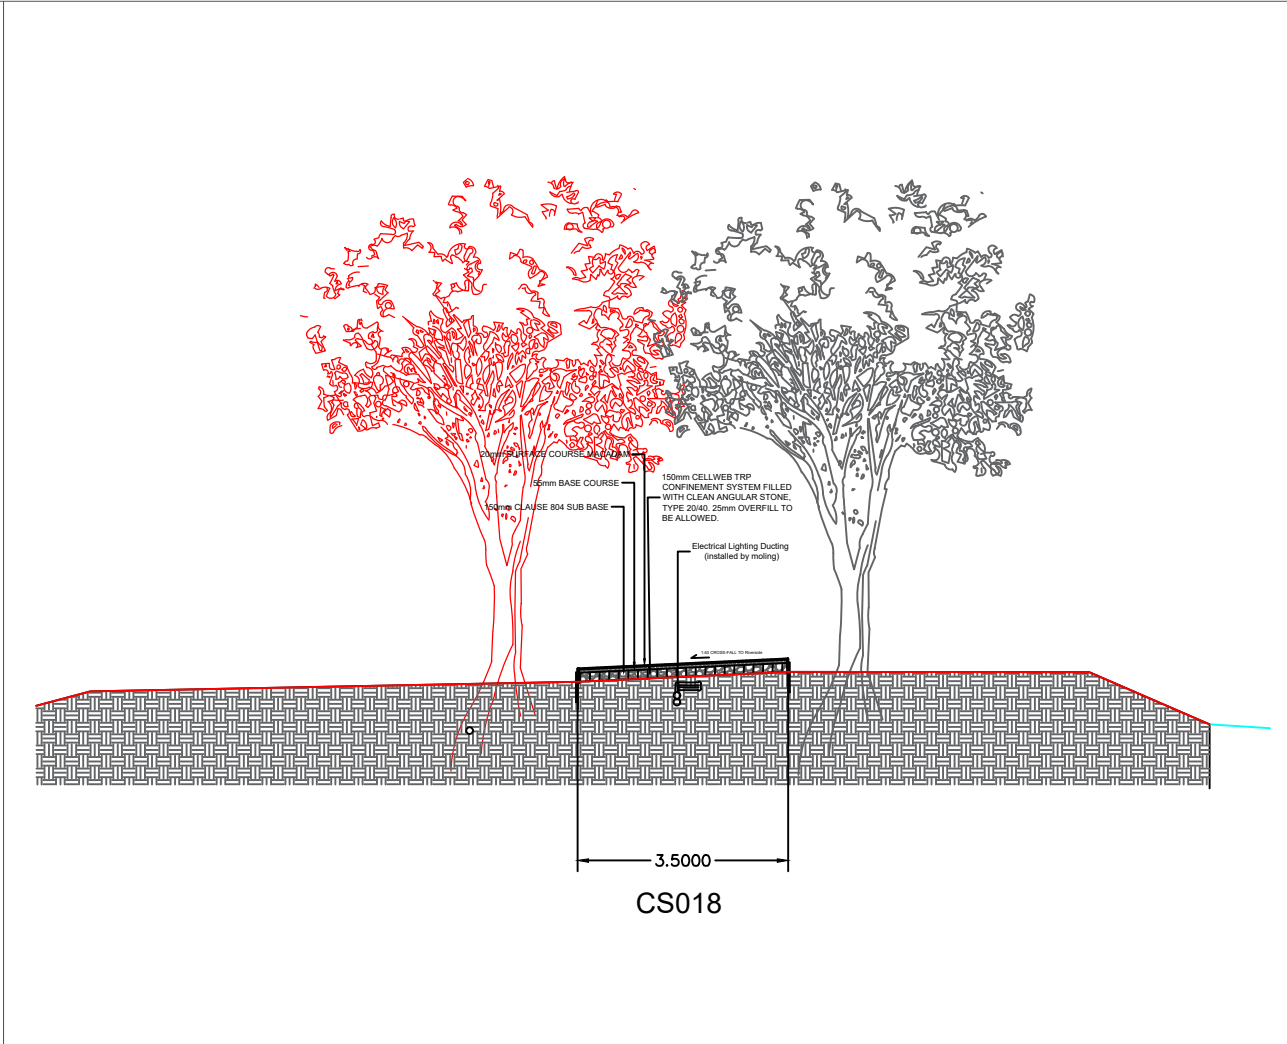 20mm SURFACE COURSE MACADAM
55mm BASE COURSE
150mm CLAUSE 804 SUB BASE
150mm CELLWEB TRP
CONFINEMENT SYSTEM FILLED
WITH CLEAN ANGULAR STONE,
TYPE 20/40. 25mm OVERFILL TO
BE ALLOWED.
Electrical Lighting Ducting
(installed by moling)
CROSS-FALL TO Riverside
3.5000
CS018